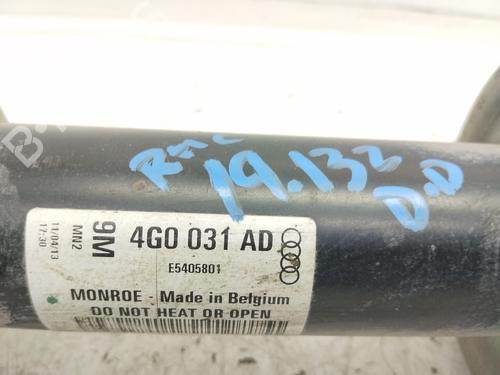 RMC
19.132
D.D
11/04/13
17:30
MN2
9M
4G0 031 AD
E5405801
MONROE - Made in Belgium
DO NOT HEAT OR OPEN